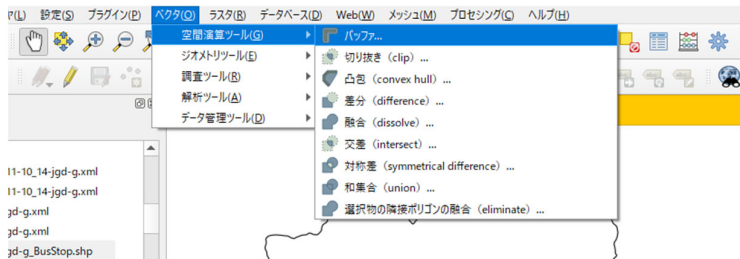 ヤ(L) 設定(S) プラグイン(P) ベクタ(O) ラスタ(R) データベース(D) Web(W) メッシュ(M) プロセシング(C) ヘルプ(H)
空間演算ツール(G)
ジオメトリツール(E)
調査ツール(R)
解析ツール(A)
データ管理ツール(D)
バッファ...
切り抜き (clip) ...
凸包 (convex hull) ...
差分 (difference) ...
融合 (dissolve) ...
交差 (intersect) ...
対称差 (symmetrical difference) ...
和集合 (union) ...
選択物の隣接ポリゴンの融合 (eliminate) ...
11-10_14-jgd-g.xml
11-10_14-jgd-g.xml
gd-g.xml
gd-g.xml
gd-g_BusStop.shp